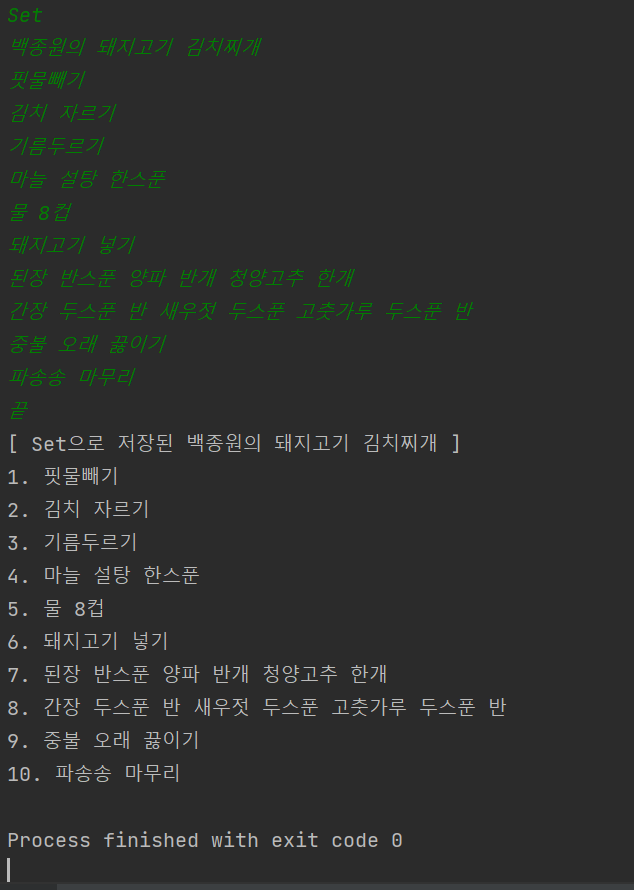 Set
백종원의 돼지고기 김치찌개
핏물빼기
김치 자르기
기름두르기
마늘 설탕 한스푼
물 8컵
돼지고기 넣기
된장 반스푼 양파 반개 청양고추 한개
간장 두스푼 반 새우젓 두스푼 고춧가루 두스푼 반
중불 오래 끓이기
파송송 마무리
끝
[ Set으로 저장된 백종원의 돼지고기 김치찌개 ]
1. 핏물빼기
2. 김치 자르기
3. 기름두르기
4. 마늘 설탕 한스푼
5. 물 8컵
6. 돼지고기 넣기
7. 된장 반스푼 양파 반개 청양고추 한개
8. 간장 두스푼 반 새우젓 두스푼 고춧가루 두스푼 반
9. 중불 오래 끓이기
10. 파송송 마무리
Process finished with exit code 0